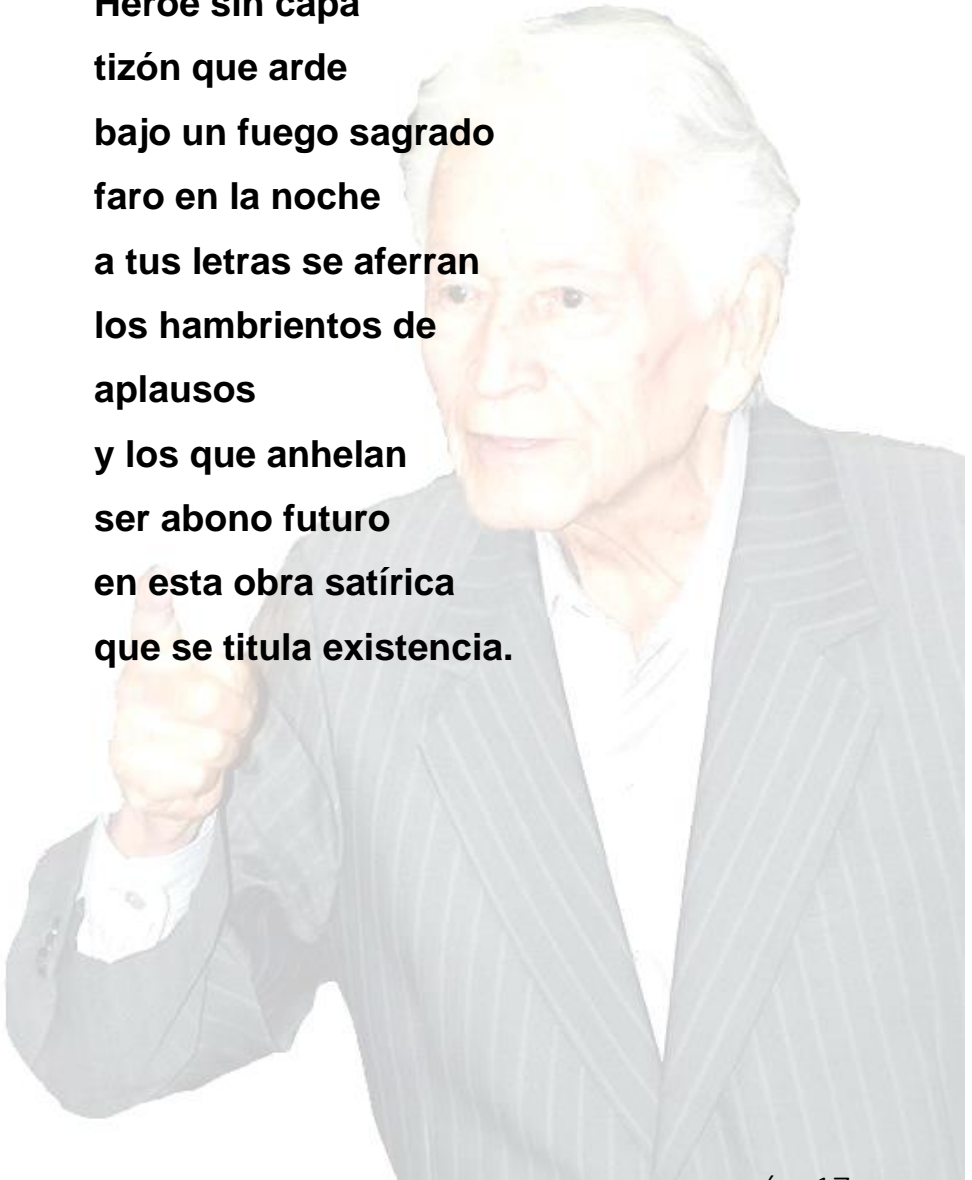 Héroe sin capa
tizón que arde
bajo un fuego sagrado
faro en la noche
a tus letras se aferran
los hambrientos de
aplausos
y los que anhelan
ser abono futuro
en esta obra satírica
que se titula existencia.